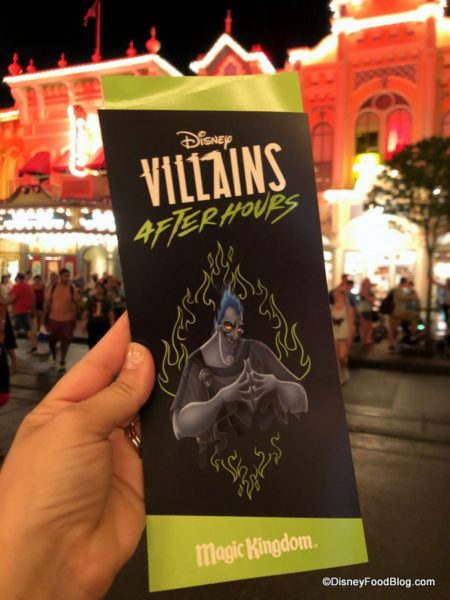 Disney
VILLAINS
AFTER HOURS
Magic Kingdom®
©DisneyFoodBlog.com